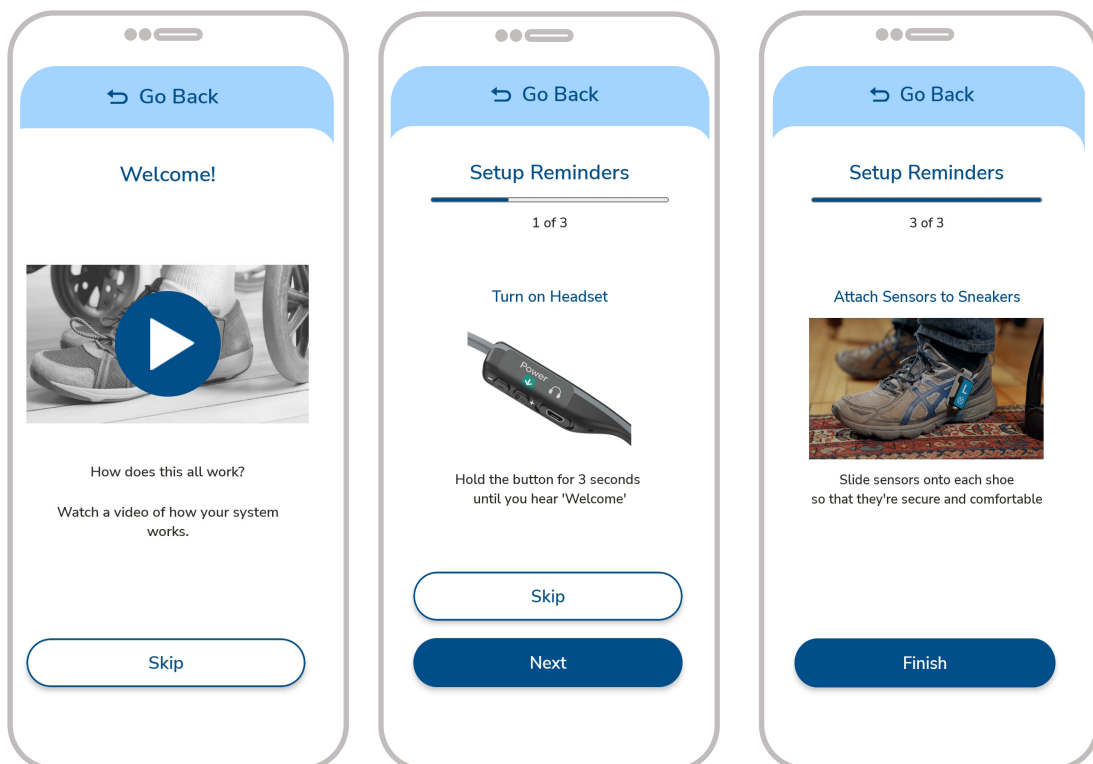 Go Back
Welcome!
How does this all work?
Watch a video of how your system
works.
Skip
Go Back
Setup Reminders
1 of 3
Turn on Headset
Power
-
+
Hold the button for 3 seconds
until you hear 'Welcome'
Skip
Next
Go Back
Setup Reminders
3 of 3
Attach Sensors to Sneakers
L
Slide sensors onto each shoe
so that they're secure and comfortable
Finish